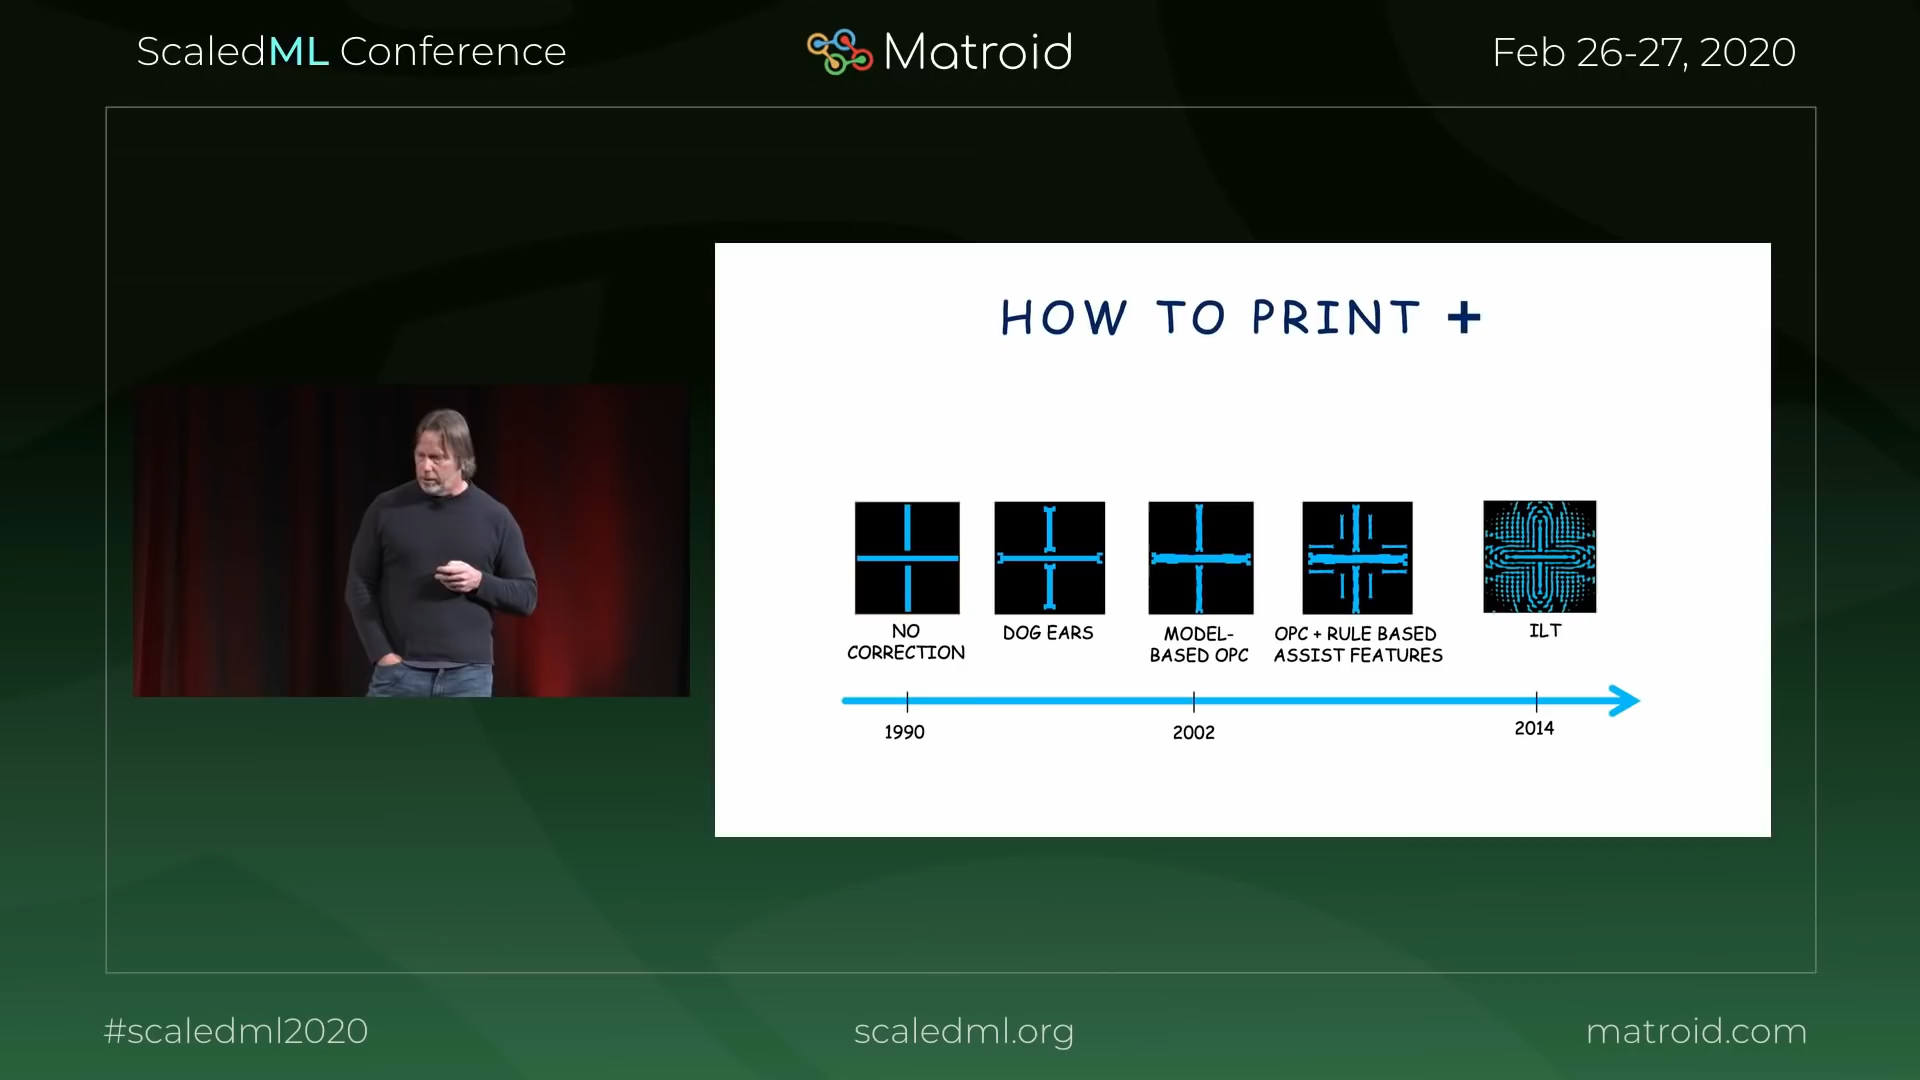 ScaledML Conference
Matroid
Feb 26-27, 2020
HOW TO PRINT +
NO
CORRECTION
DOG EARS
MODEL-
BASED OPC
OPC + RULE BASED
ASSIST FEATURES
ILT
1990
2002
2014
#scaledml2020
scaledml.org
matroid.com